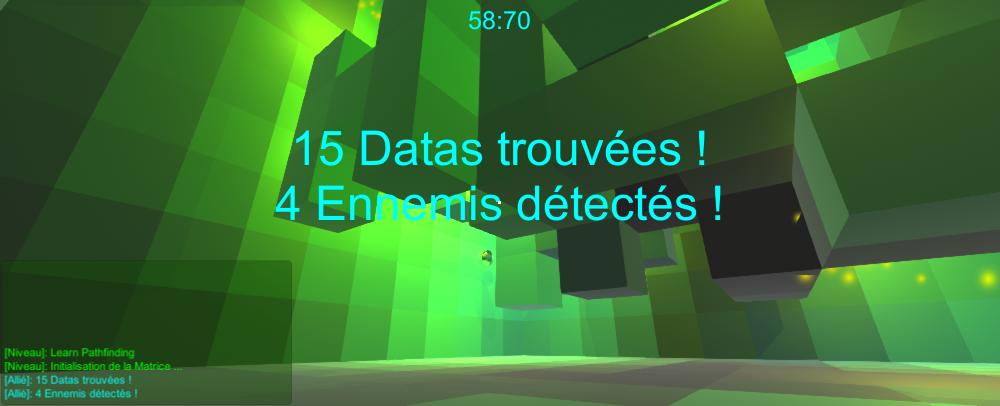 58:70
15 Datas trouvées !
4 Ennemis détectés !
[Niveau]: Learn Pathfinding
[Niveau]: Initialisation de la Matrice ...
[Allié]: 15 Datas trouvées !
[Allié]: 4 Ennemis détectés !